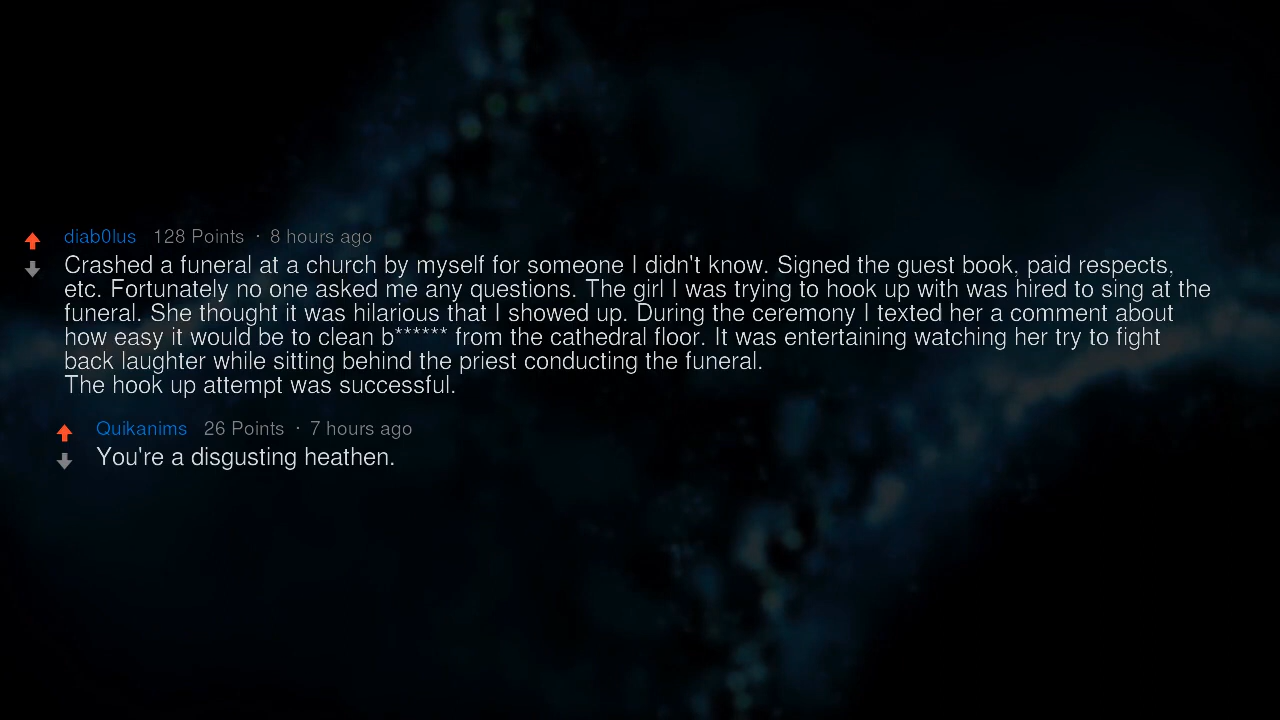 diab0lus 128 Points · 8 hours ago
Crashed a funeral at a church by myself for someone I didn't know. Signed the guest book, paid respects,
etc. Fortunately no one asked me any questions. The girl I was trying to hook up with was hired to sing at the
funeral. She thought it was hilarious that I showed up. During the ceremony I texted her a comment about
how easy it would be to clean b****** from the cathedral floor. It was entertaining watching her try to fight
back laughter while sitting behind the priest conducting the funeral.
The hook up attempt was successful.
Quikanims 26 Points · 7 hours ago
You're a disgusting heathen.